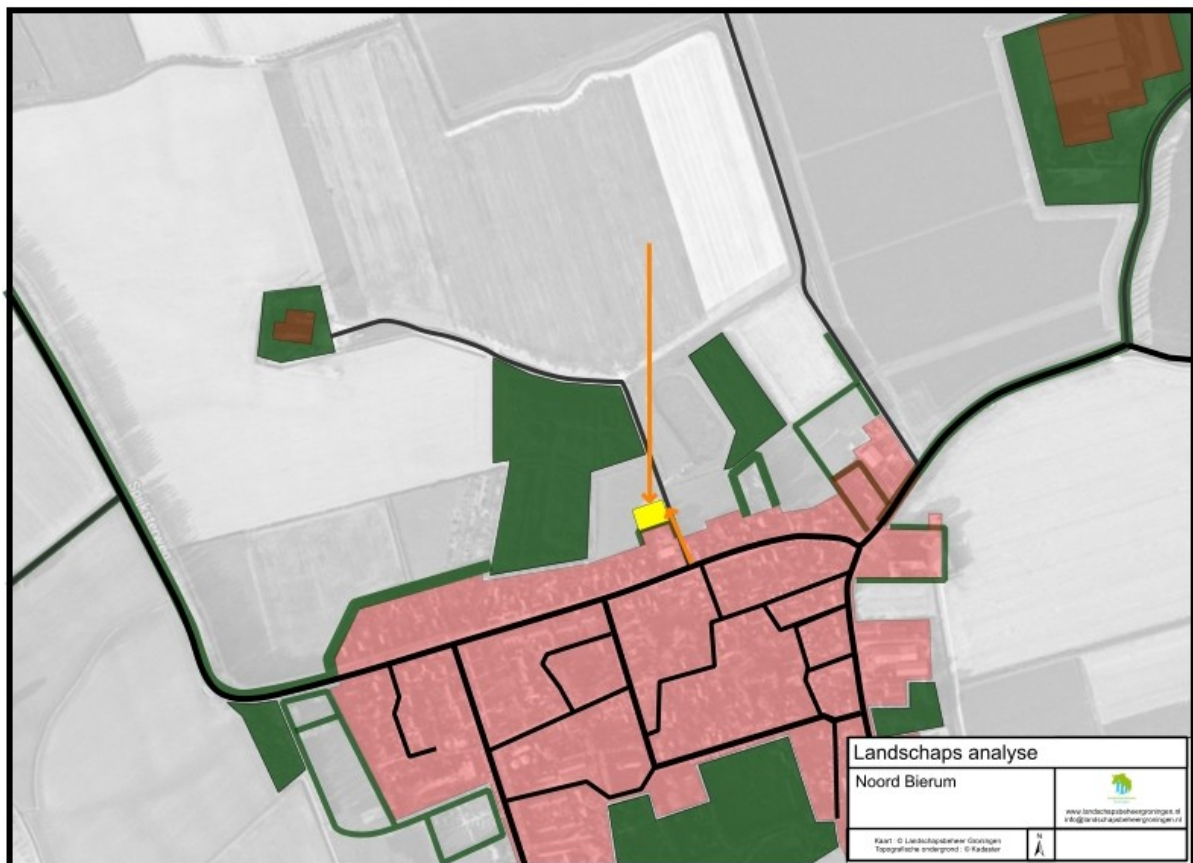 Landschaps analyse
Noord Bierum
www.landschapsbeheergroningen.nl
info@landschapsbeheergroningen.nl
Kaart : © Landschapsbeheer Groningen
Topografische ondergrond : © Kadaster
N